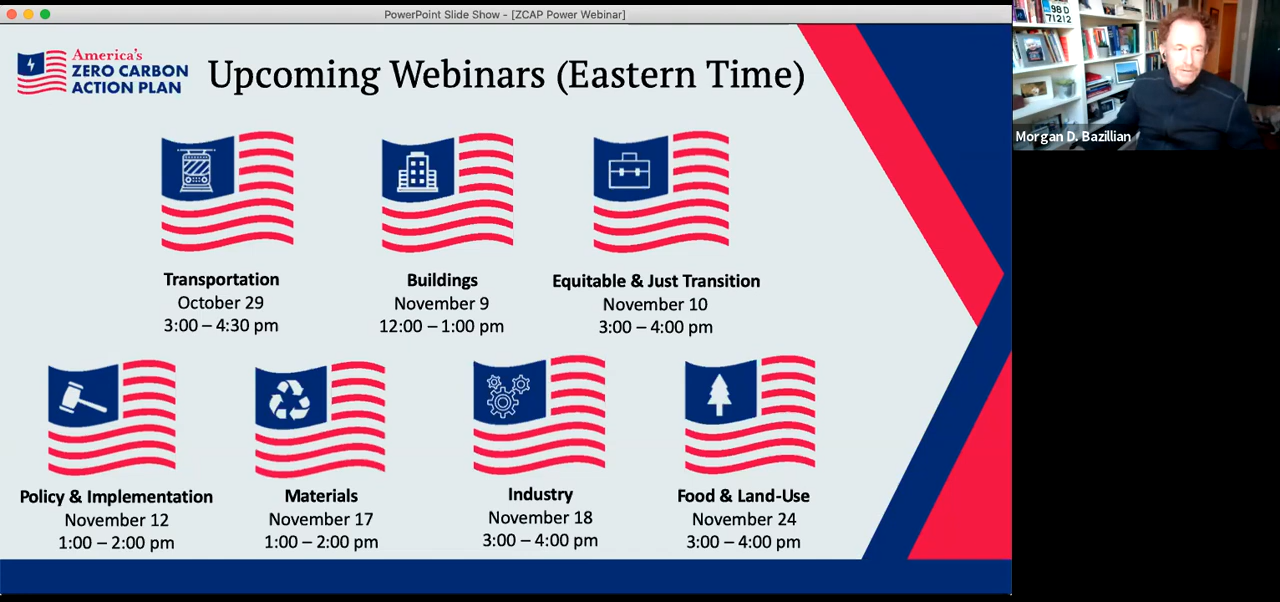 PowerPoint Slide Show - [ZCAP Power Webinar]
America's
ZERO CARBON
ACTION PLAN
Upcoming Webinars (Eastern Time)
Transportation
October 29
3:00 – 4:30 pm
Buildings
November 9
12:00 – 1:00 pm
Equitable & Just Transition
November 10
3:00 – 4:00 pm
Policy & Implementation
November 12
1:00 – 2:00 pm
Materials
November 17
1:00 – 2:00 pm
Industry
November 18
3:00 – 4:00 pm
Food & Land-Use
November 24
3:00 – 4:00 pm
98 D
71212
Morgan D. Bazillian